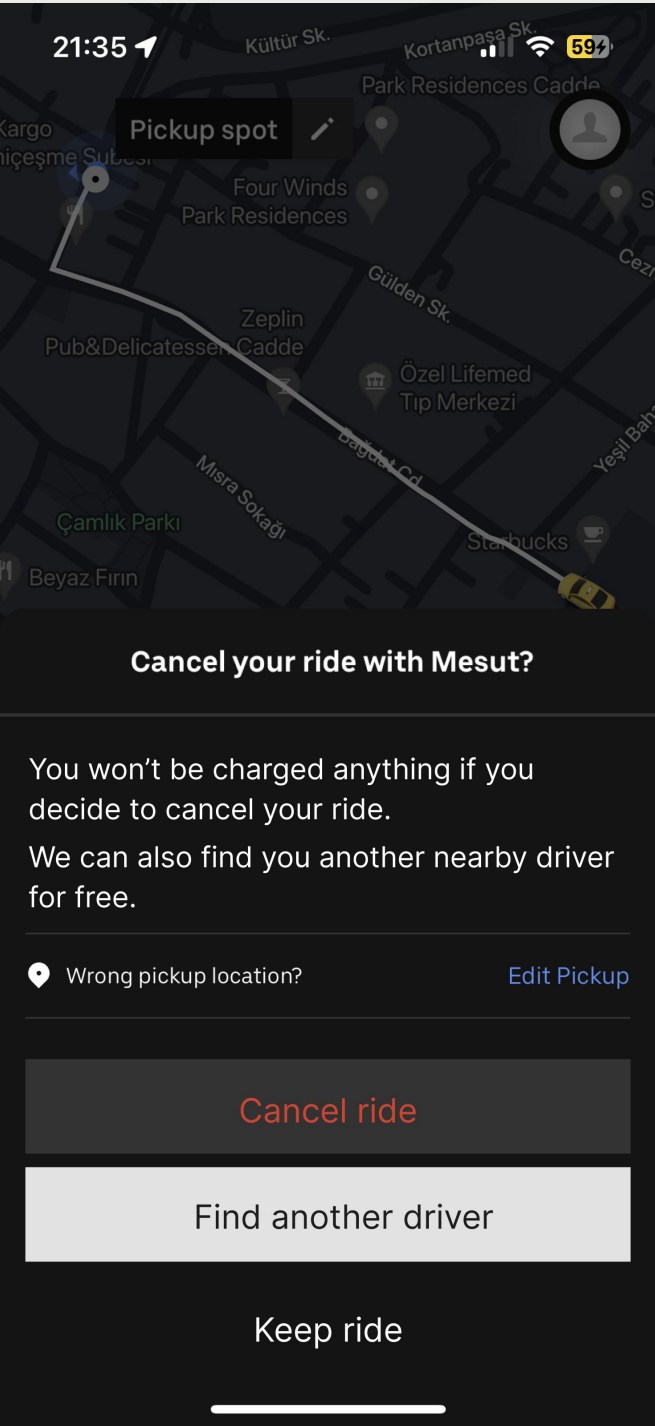 21:35
59
Kültür Sk.
Kortanpaşa Sk.
Park Residences Cadde
Kargo
Pickup spot
Four Winds
Park Residences
S
Cezr
Gülden Sk.
Zeplin
Pub&Delicatessen Cadde
Özel Lifemed
Tıp Merkezi
Bağdat Cd.
Yeşil Baha
Mısra Sokağı
Çamlık Parkı
Starbucks
Beyaz Fırın
Cancel your ride with Mesut?
You won't be charged anything if you
decide to cancel your ride.
We can also find you another nearby driver
for free.
Wrong pickup location?
Edit Pickup
Cancel ride
Find another driver
Keep ride